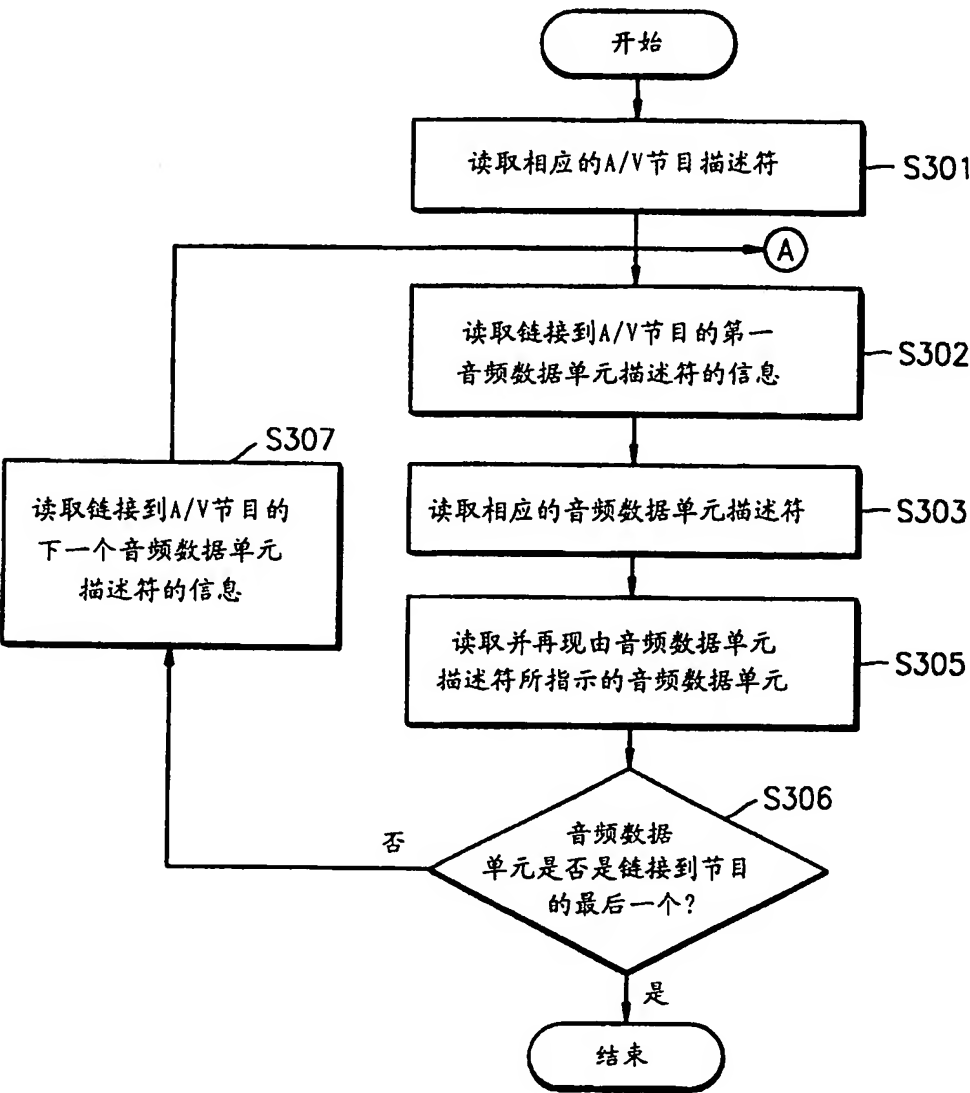 开始
读取相应的A/V节目描述符
S301
A
读取链接到A/V节目的第一
音频数据单元描述符的信息
S302
S307
读取链接到A/V节目的
下一个音频数据单元
描述符的信息
读取相应的音频数据单元描述符
S303
读取并再现由音频数据单元
描述符所指示的音频数据单元
S305
S306
音频数据
单元是否是链接到节目
的最后一个?
否
是
结束